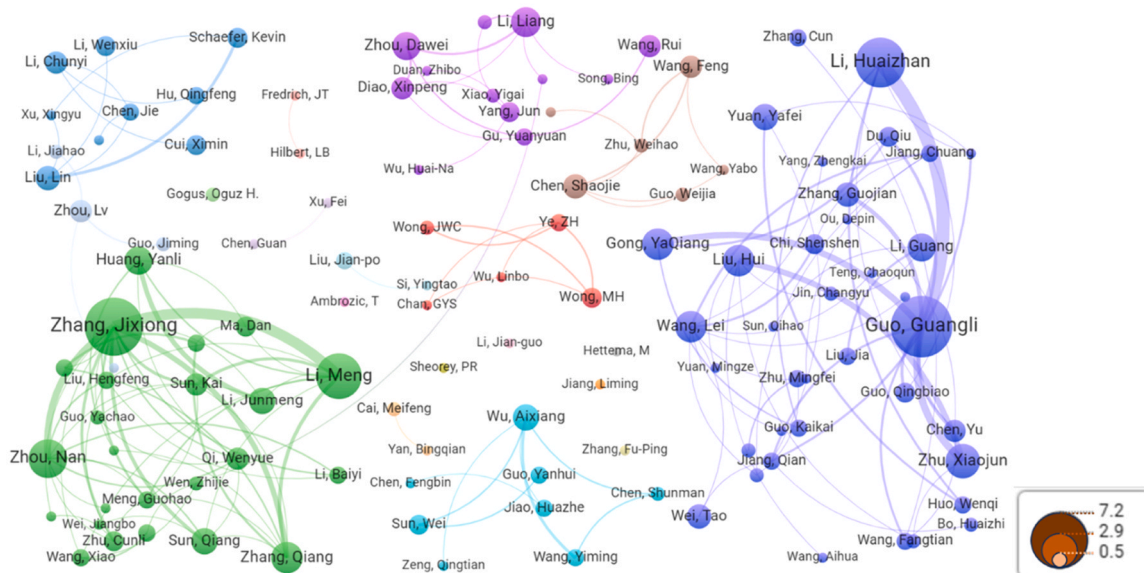 Li, Wenxiu
Schaefer, Kevin
Li, Chunyi
Hu, Qingfeng
Xu, Xingyu
Chen, Jie
Li, Jiahao
Cui, Ximin
Liu, Lin
Zhou, Lv
Guo, Jiming
Fredrich, JT
Hilbert, LB
Gogus, Oguz H.
Xu, Fei
Chen, Guan
Liu, Jian-po
Si, Yingtao
Ambrozic, T
Li, Liang
Zhou, Dawei
Duan, Zhibo
Diao, Xinpeng
Xiao, Yigai
Song, Bing
Wang, Rui
Yang, Jun
Gu, Yuanyuan
Wu, Huai-Na
Wang, Feng
Zhu, Weihao
Wang, Yabo
Chen, Shaojie
Guo, Weijia
Wong, JWC
Ye, ZH
Wu, Linbo
Chan, GYS
Wong, MH
Zhang, Cun
Li, Huaizhan
Yuan, Yafei
Du, Qiu
Yang, Zhengkai
Jiang, Chuang
Zhang, Guojian
Ou, Depin
Gong, YaQiang
Chi, Shenshen
Li, Guang
Liu, Hui
Teng, Chaoqun
Jin, Changyu
Wang, Lei
Sun, Qihao
Guo, Guangli
Liu, Jia
Yuan, Mingze
Zhu, Mingfei
Guo, Qingbiao
Guo, Kaikai
Chen, Yu
Jiang, Qian
Zhu, Xiaojun
Huo, Wenqi
Wei, Tao
Bo, Huaizhi
Wang, Fangtian
Wang, Aihua
Huang, Yanli
Zhang, Jixiong
Ma, Dan
Li, Meng
Liu, Hengfeng
Sun, Kai
Li, Junmeng
Guo, Yachao
Zhou, Nan
Qi, Wenyue
Li, Baiyi
Wen, Zhijie
Meng, Guohao
Wei, Jiangbo
Zhu, Cunli
Sun, Qiang
Wang, Xiao
Zhang, Qiang
Li, Jian-guo
Hettema, M
Sheorey, PR
Jiang, Liming
Cai, Meifeng
Yan, Bingqian
Zhang, Fu-Ping
Wu, Aixiang
Chen, Fengbin
Guo, Yanhui
Chen, Shunman
Jiao, Huazhe
Sun, Wei
Wang, Yiming
Zeng, Qingtian
7.2
2.9
0.5